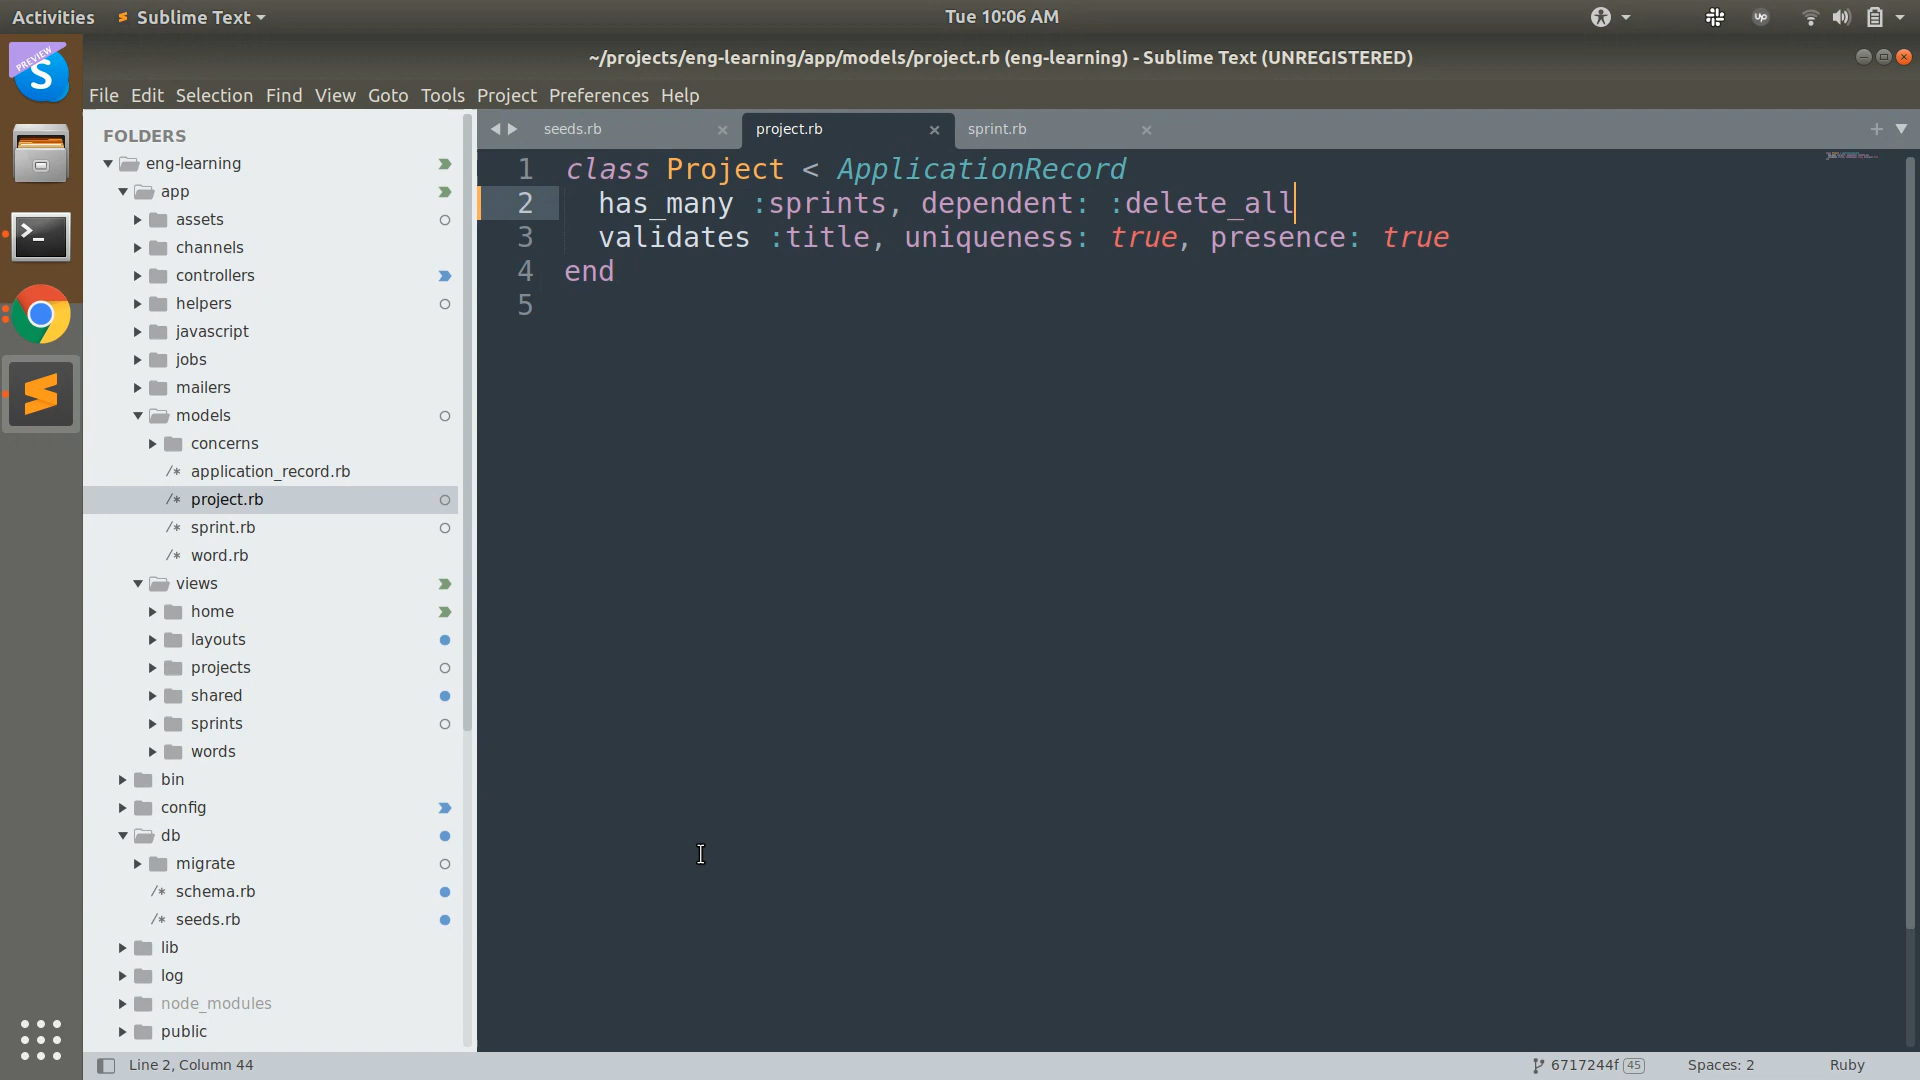 Activities Sublime Text Tue 10:06 AM up
~/projects/eng-learning/app/models/project.rb (eng-learning) - Sublime Text (UNREGISTERED)
File Edit Selection Find View Goto Tools Project Preferences Help
PREVIEW
S
FOLDERS
eng-learning
app
assets
channels
controllers
helpers
javascript
jobs
mailers
models
concerns
/* application_record.rb
/* project.rb
/* sprint.rb
/* word.rb
views
home
layouts
projects
shared
sprints
words
bin
config
db
migrate
/* schema.rb
/* seeds.rb
lib
log
node_modules
public
seeds.rb × project.rb × sprint.rb ×
1 class Project < ApplicationRecord
2 has_many :sprints, dependent: :delete_all
3 validates :title, uniqueness: true, presence: true
4 end
5
Line 2, Column 44 6717244f 45 Spaces: 2 Ruby